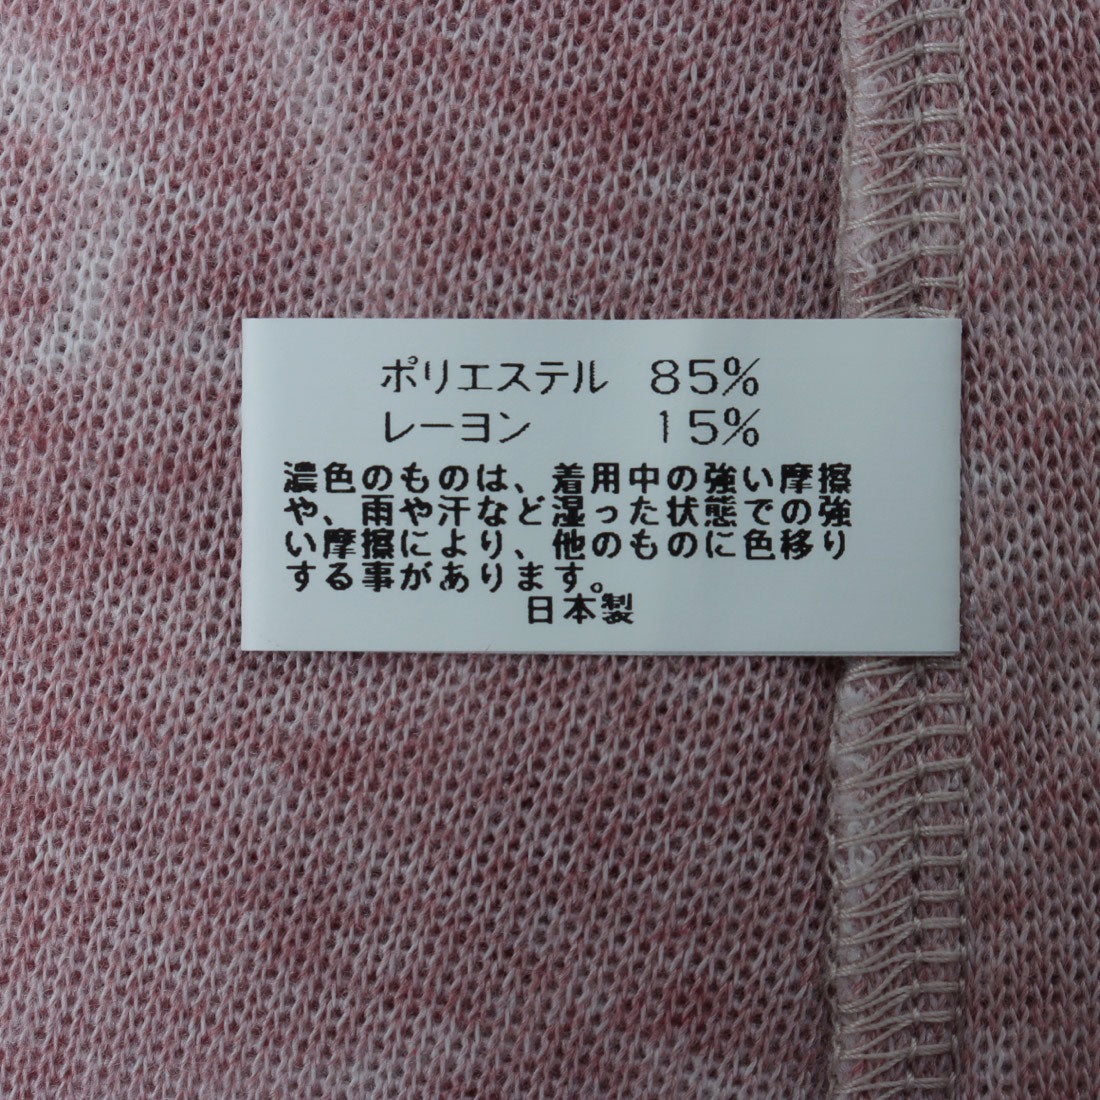 ポリエステル 85%
レーヨン 15%
濃色のものは、着用中の強い摩擦
や、雨や汗など湿った状態での強
い摩擦により、他のものに色移り
する事があります。
日本製